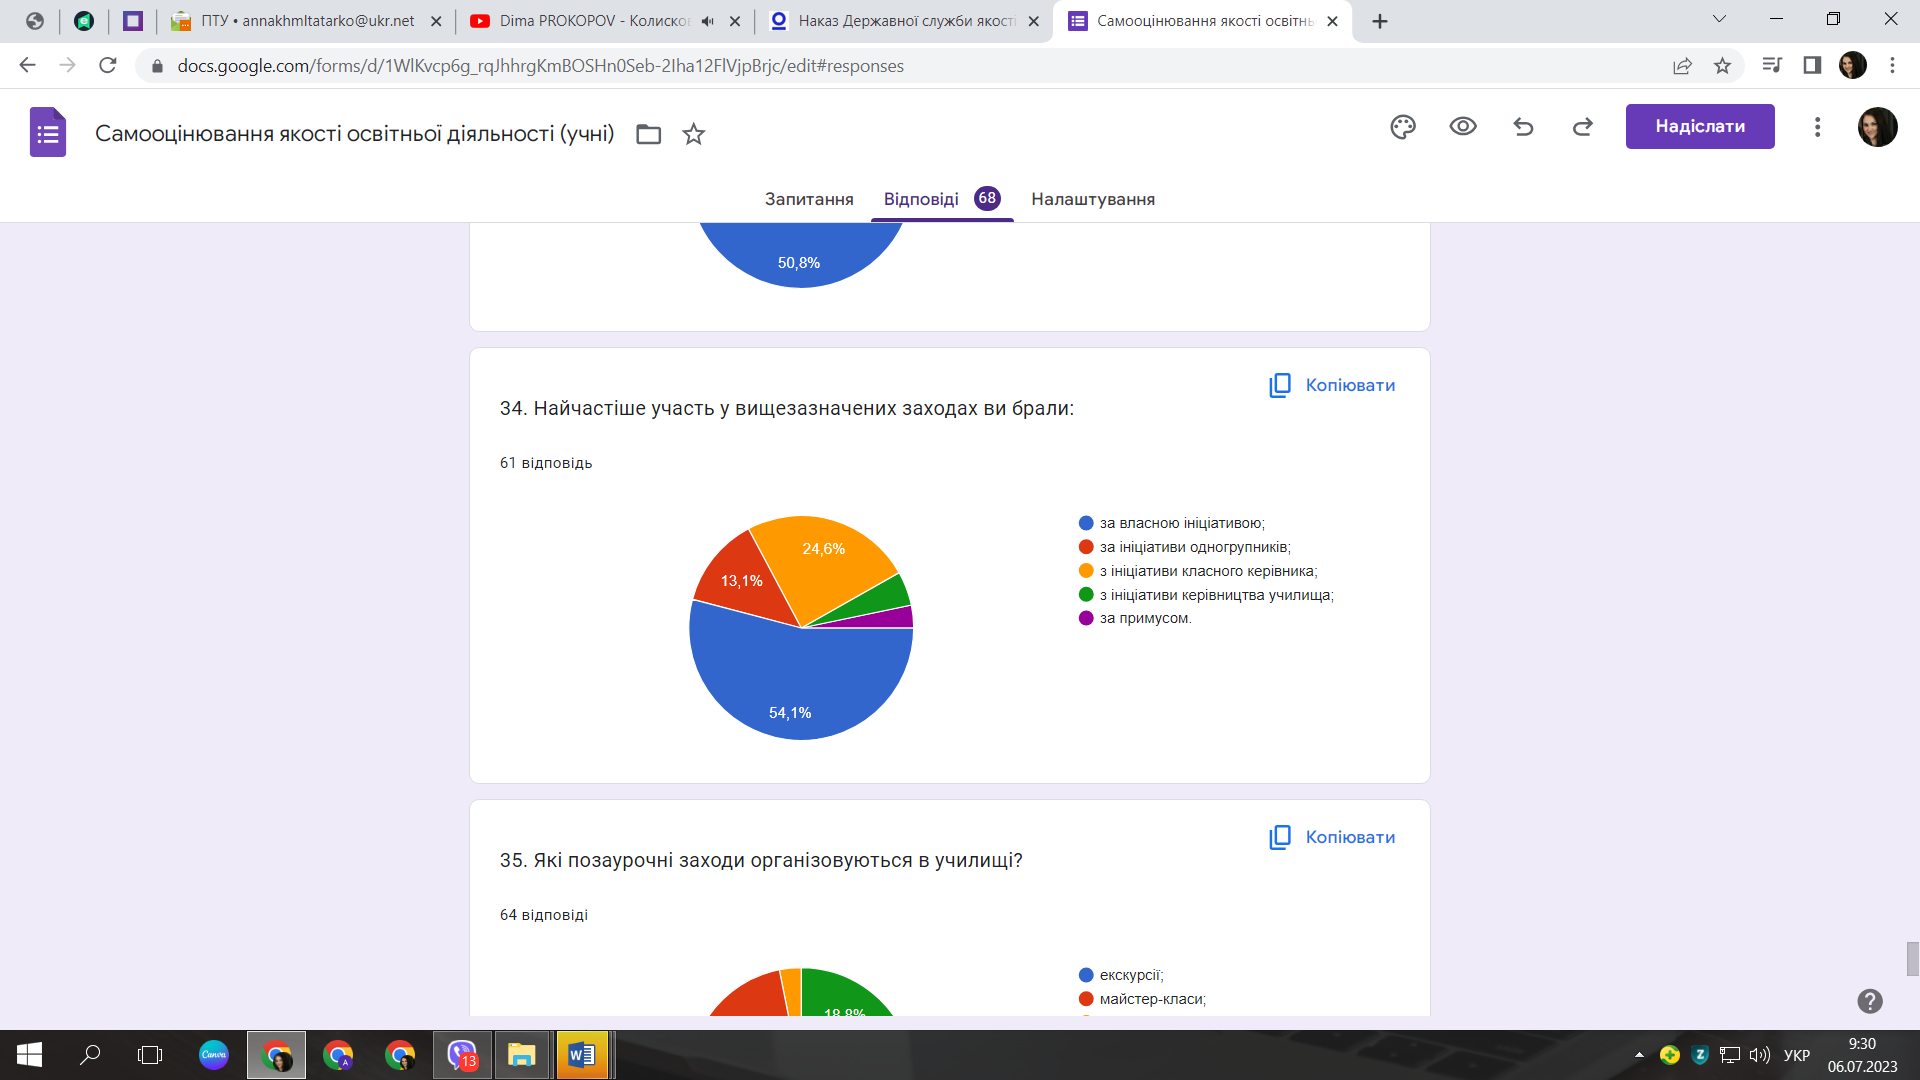 ПТУ • annakhmltatarko@ukr.net
Dima PROKOPOV - Колисков
Наказ Державної служби якості
Самооцінювання якості освітнь
docs.google.com/forms/d/1WlKvcp6g_rqJhhrgKmBOSHn0Seb-2Iha12FlVjpBrjc/edit#responses
Самооцінювання якості освітньої діяльності (учні)
Надіслати
Запитання
Відповіді 68
Налаштування
50,8%
Копіювати
34. Найчастіше участь у вищезазначених заходах ви брали:
61 відповідь
24,6%
13,1%
54,1%
за власною ініціативою;
за ініціативи одногрупників;
з ініціативи класного керівника;
з ініціативи керівництва училища;
за примусом.
Копіювати
35. Які позаурочні заходи організовуються в училищі?
64 відповіді
18,8%
екскурсії;
майстер-класи;
Canva
A
13
W
Z
УКР
9:30
06.07.2023